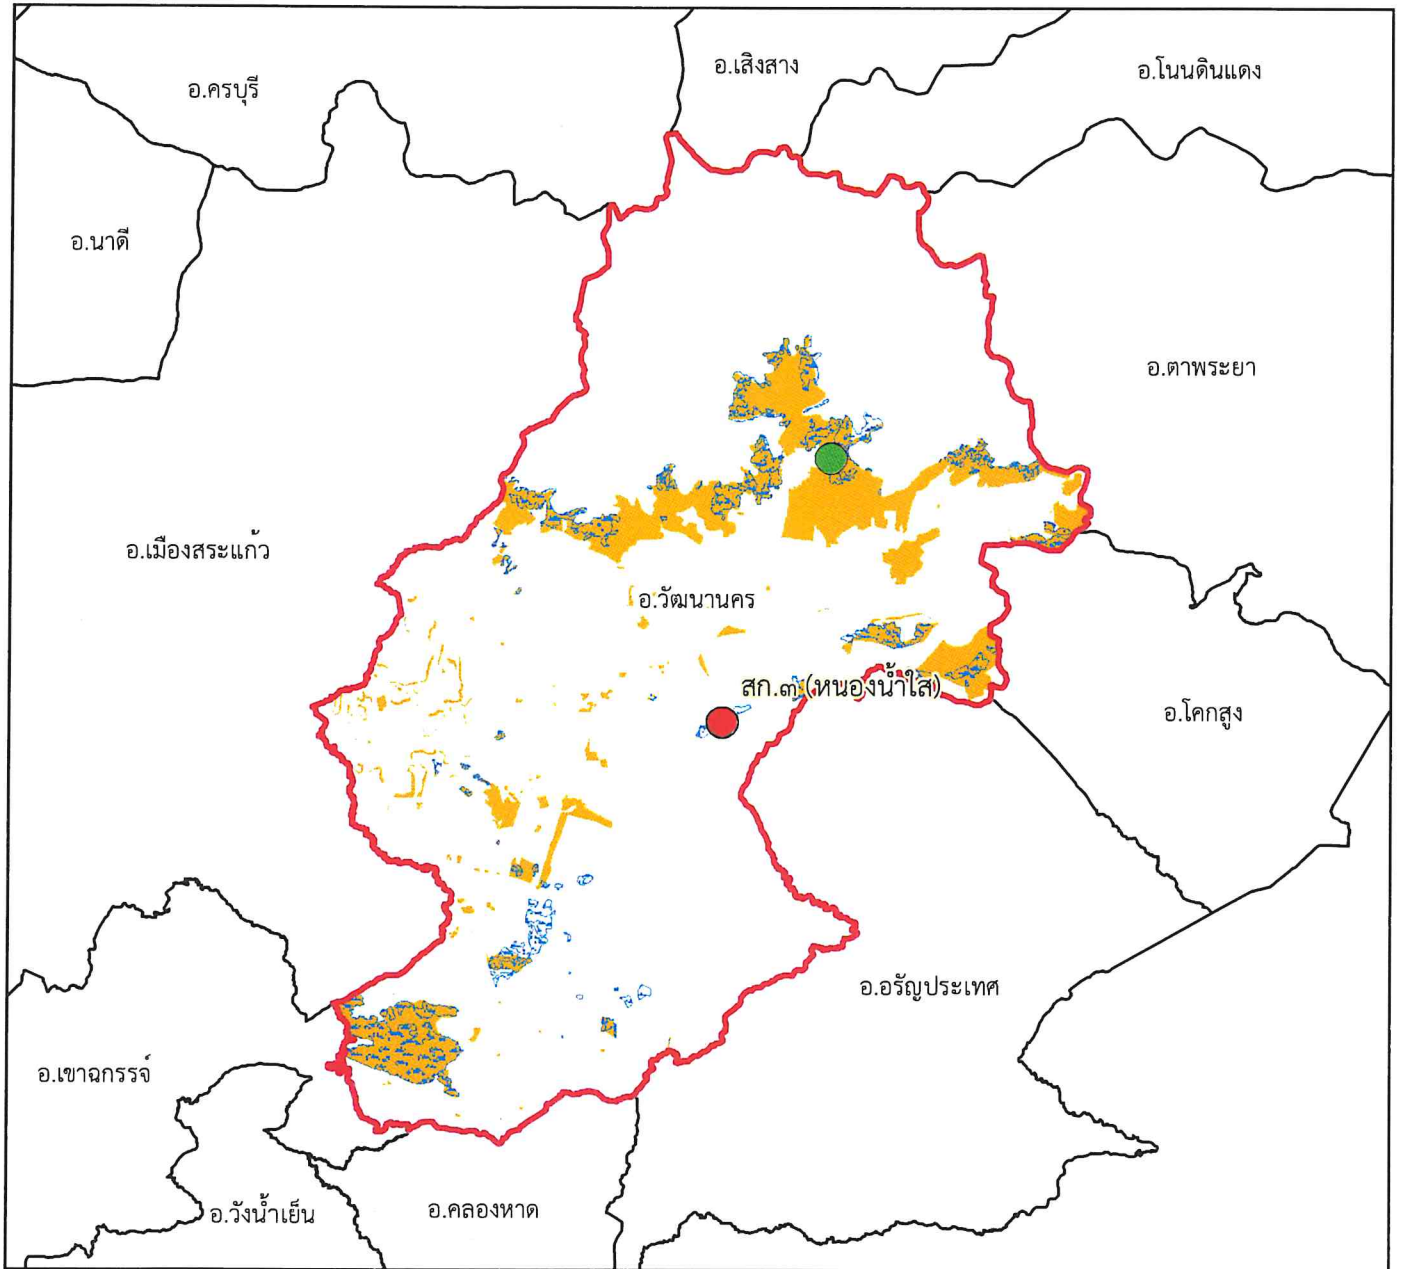 อ.เสิงสาง
อ.โนนดินแดง
อ.ครบุรี
อ.นาดี
อ.ตาพระยา
อ.เมืองสระแก้ว
อ.วัฒนานคร
สก.๓ (หนองน้ำใส)
อ.โคกสูง
อ.อรัญประเทศ
อ.เขาฉกรรจ์
อ.วังน้ำเย็น
อ.คลองหาด